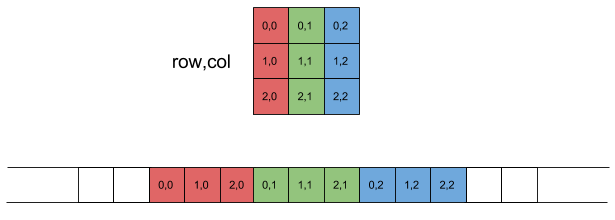 0,0 0,1 0,2
row,col
1,0 1,1 1,2
2,0 2,1 2,2
0,0 1,0 2,0 0,1 1,1 2,1 0,2 1,2 2,2